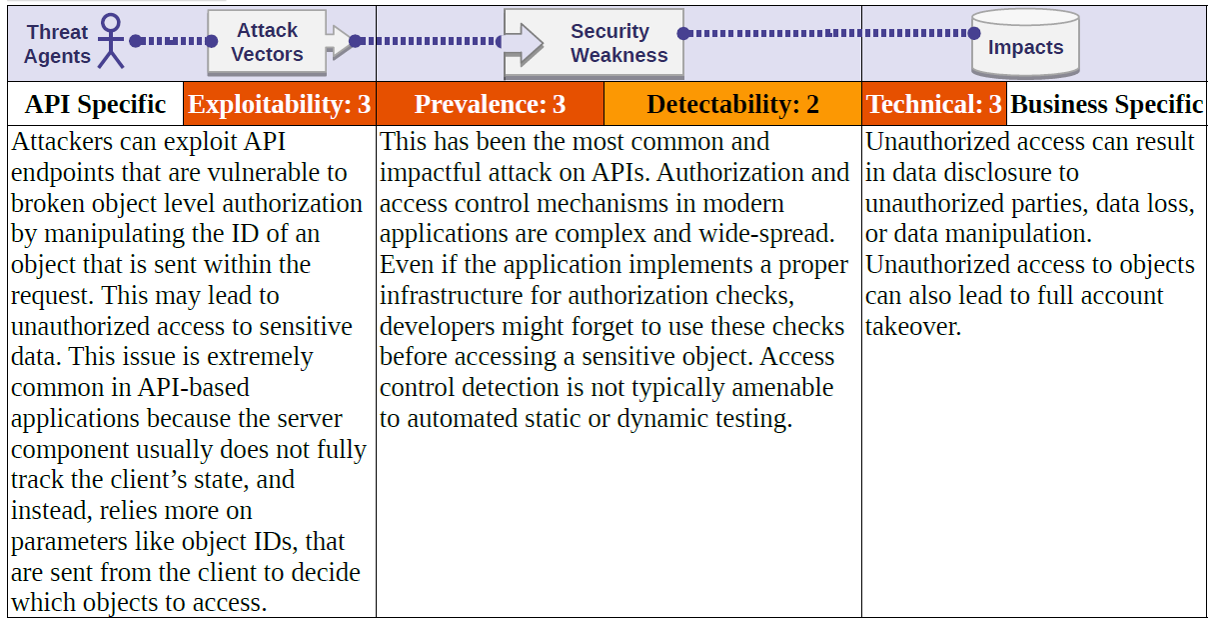 Threat
Agents
Attack
Vectors
Security
Weakness
Impacts
API Specific
Exploitability: 3
Prevalence: 3
Detectability: 2
Technical: 3
Business Specific
Attackers can exploit API
endpoints that are vulnerable to
broken object level authorization
by manipulating the ID of an
object that is sent within the
request. This may lead to
unauthorized access to sensitive
data. This issue is extremely
common in API-based
applications because the server
component usually does not fully
track the client’s state, and
instead, relies more on
parameters like object IDs, that
are sent from the client to decide
which objects to access.
This has been the most common and
impactful attack on APIs. Authorization and
access control mechanisms in modern
applications are complex and wide-spread.
Even if the application implements a proper
infrastructure for authorization checks,
developers might forget to use these checks
before accessing a sensitive object. Access
control detection is not typically amenable
to automated static or dynamic testing.
Unauthorized access can result
in data disclosure to
unauthorized parties, data loss,
or data manipulation.
Unauthorized access to objects
can also lead to full account
takeover.